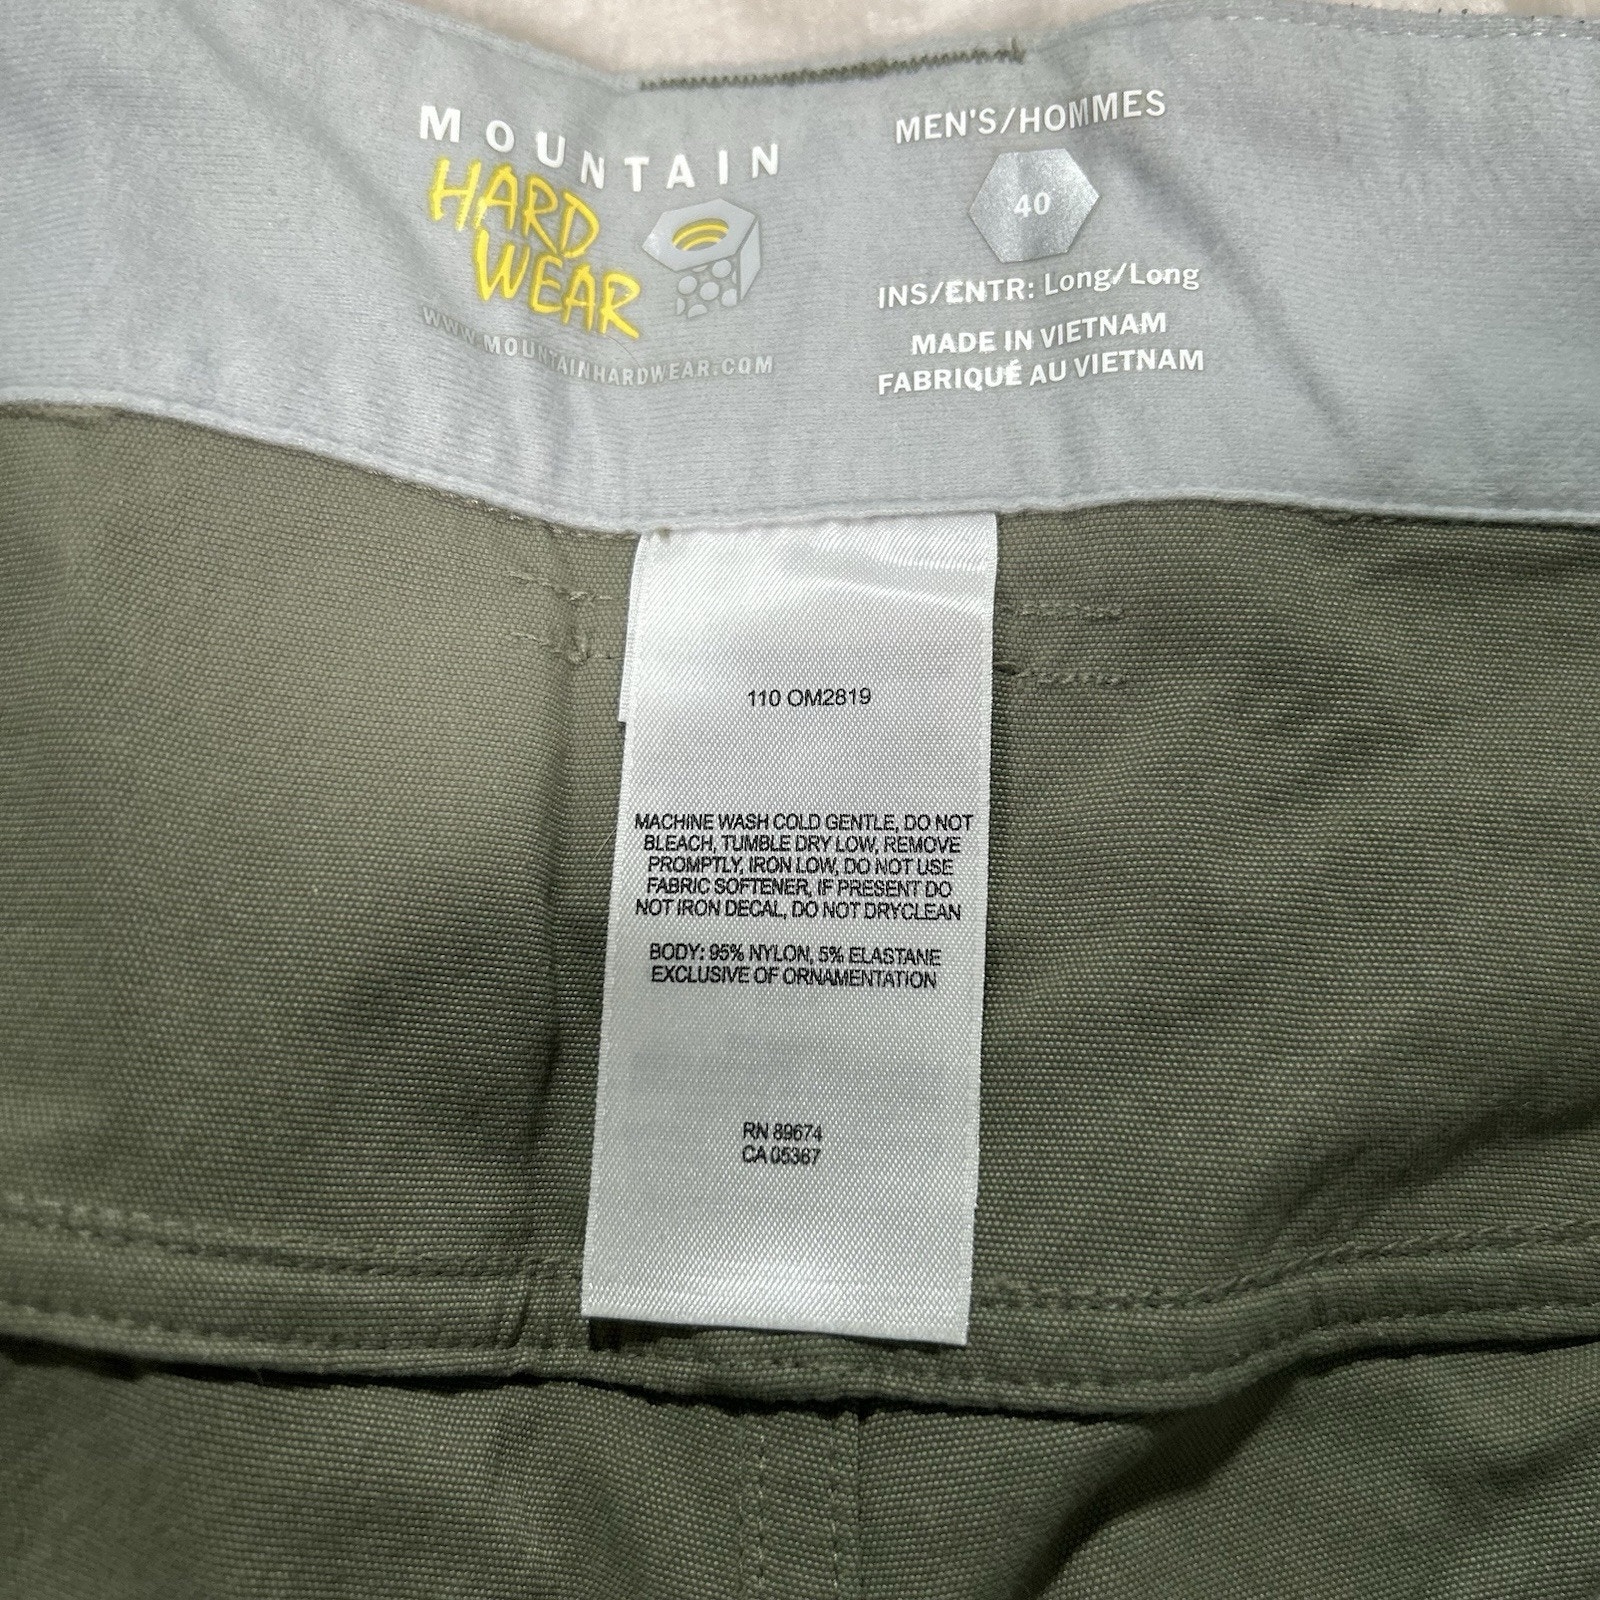 MOUNTAIN
HARD
WEAR
WWW.MOUNTAINHARDWEAR.COM
MEN'S/HOMMES
40
INS/ENTR: Long/Long
MADE IN VIETNAM
FABRIQUÉ AU VIETNAM
110 OM2819
MACHINE WASH COLD GENTLE, DO NOT
BLEACH, TUMBLE DRY LOW, REMOVE
PROMPTLY, IRON LOW, DO NOT USE
FABRIC SOFTENER, IF PRESENT DO
NOT IRON DECAL, DO NOT DRYCLEAN
BODY: 95% NYLON, 5% ELASTANE
EXCLUSIVE OF ORNAMENTATION
RN 89674
CA 05367